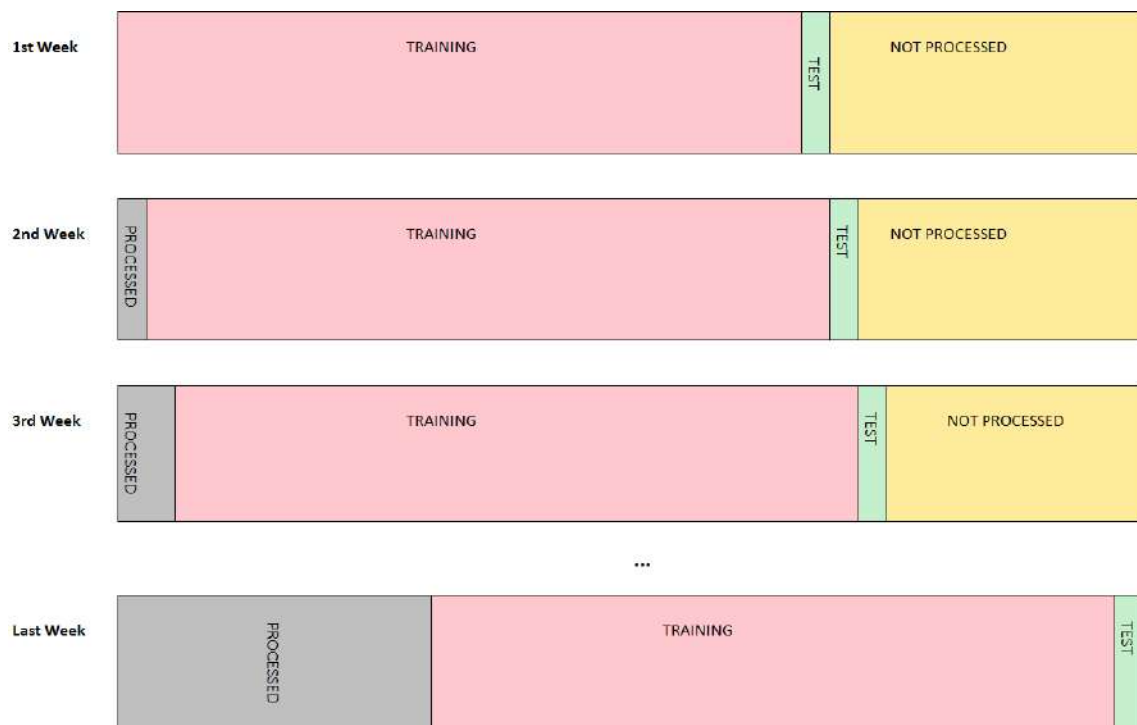 1st Week
TRAINING
TEST
NOT PROCESSED
2nd Week
PROCESSED
TRAINING
TEST
NOT PROCESSED
3rd Week
PROCESSED
TRAINING
TEST
NOT PROCESSED
...
Last Week
PROCESSED
TRAINING
TEST